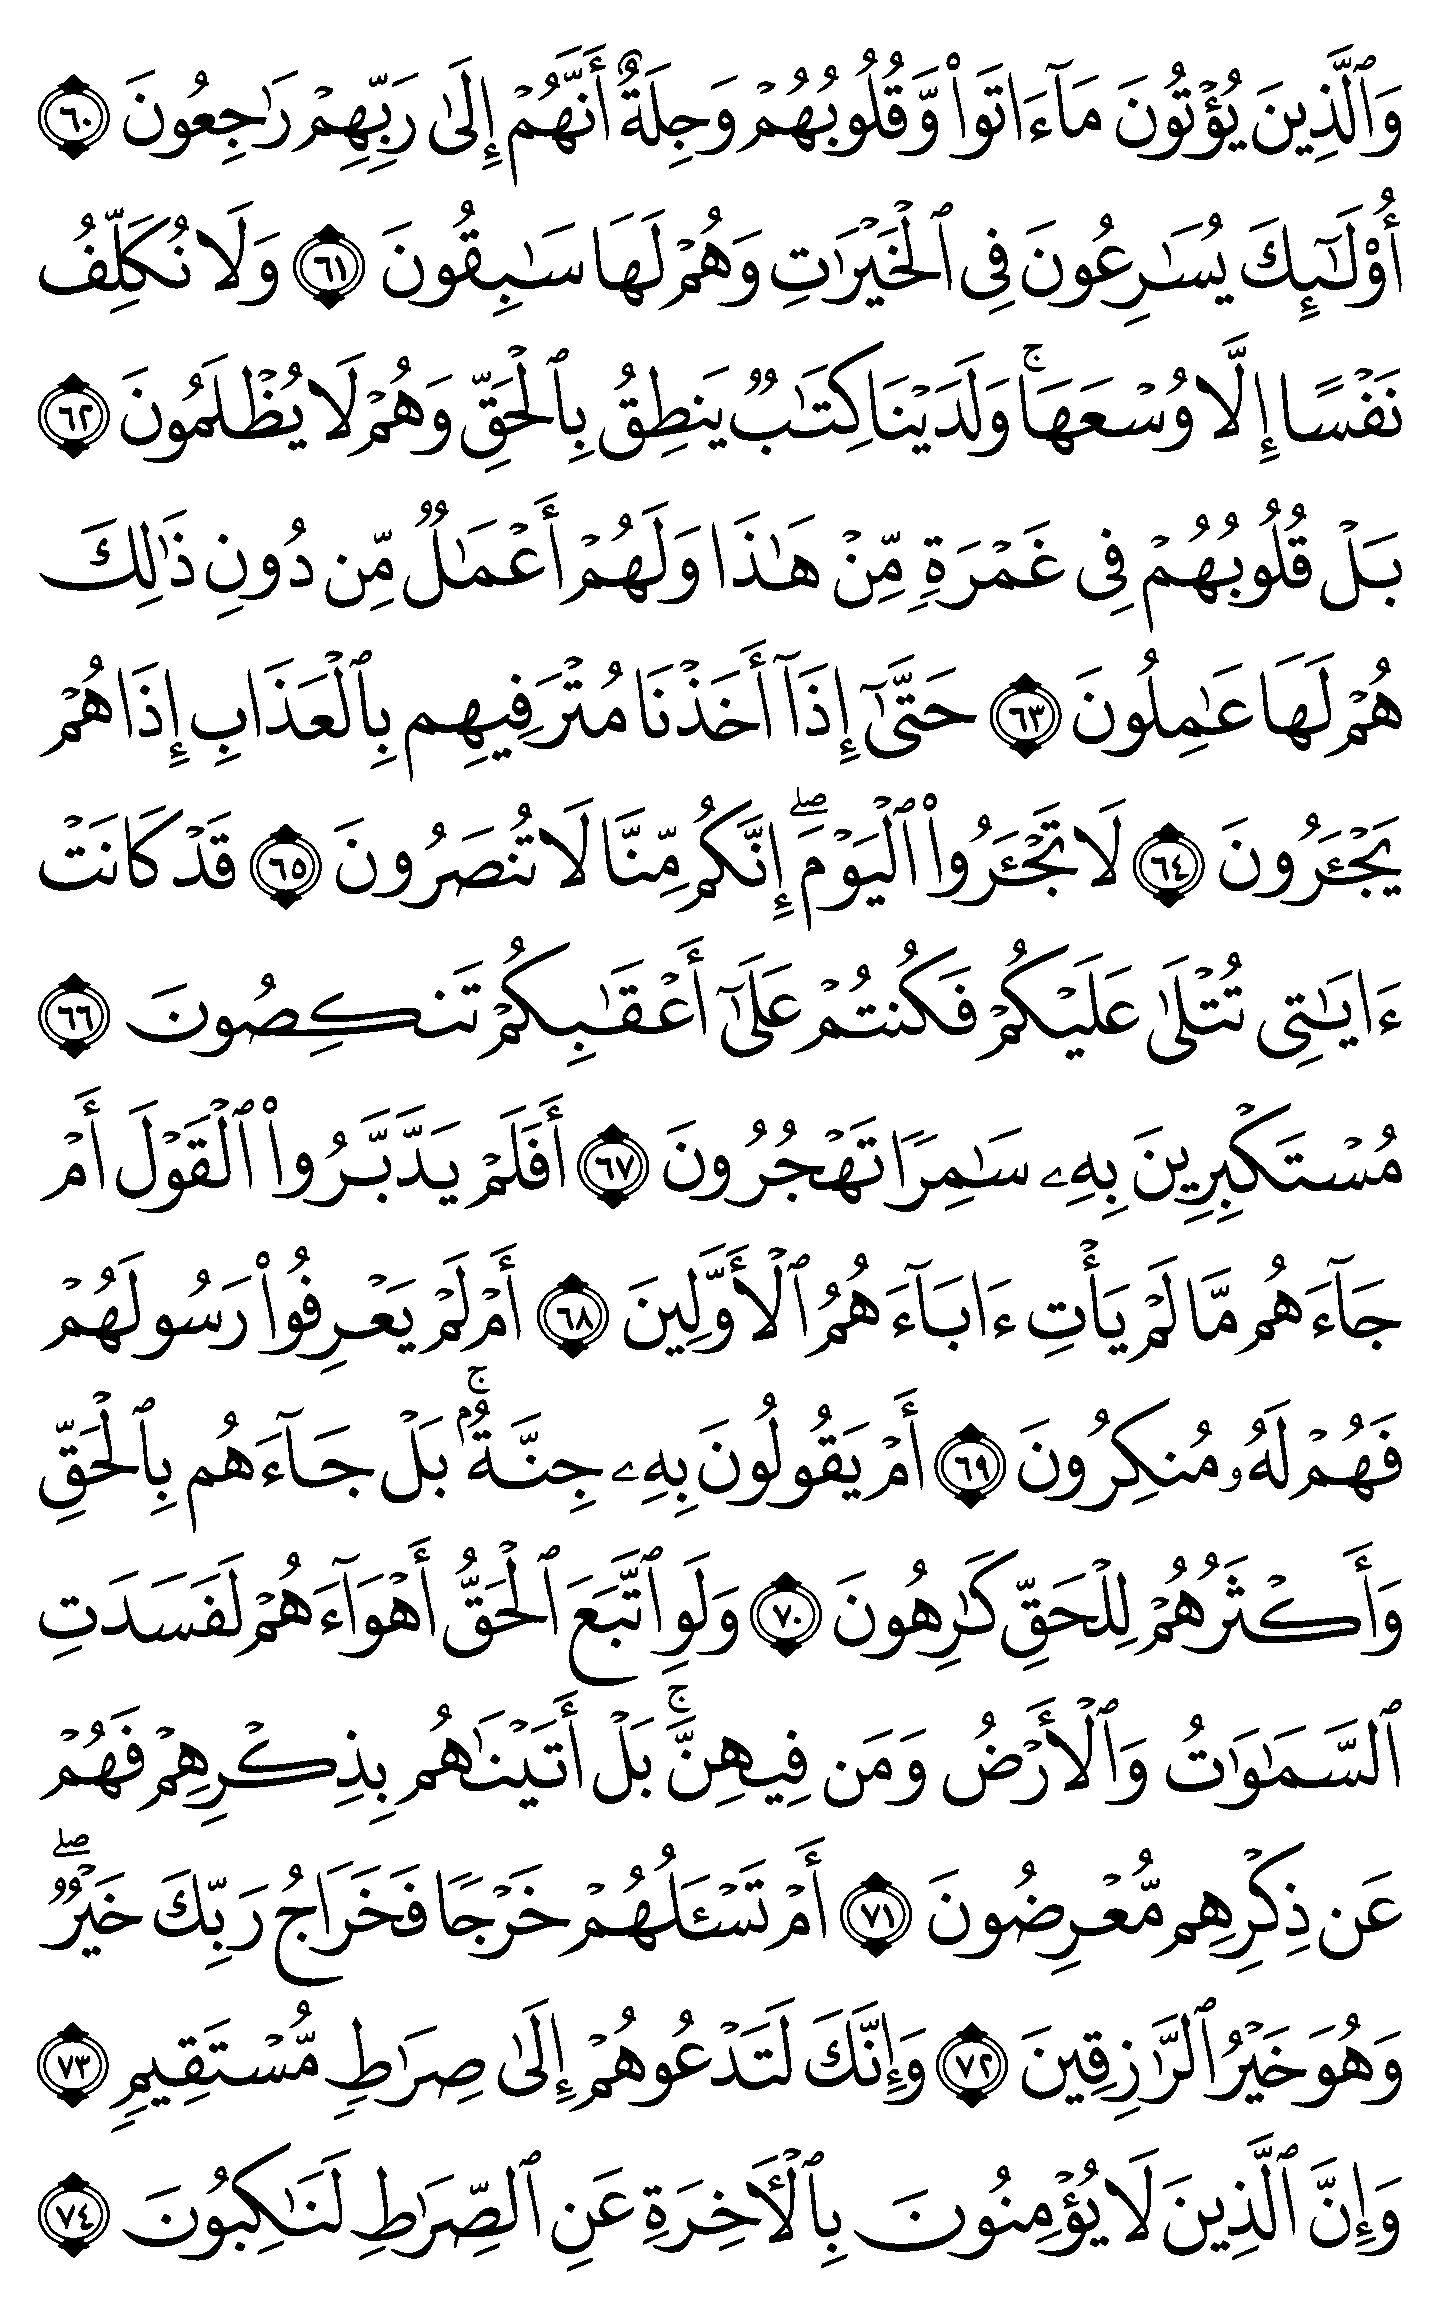 وَٱلَّذِينَ يُؤْتُونَ مَآ ءَاتَوا۟ وَّقُلُوبُهُمْ وَجِلَةٌ أَنَّهُمْ إِلَىٰ رَبِّهِمْ رَٰجِعُونَ ٦٠
أُو۟لَـٰٓئِكَ يُسَـٰرِعُونَ فِى ٱلْخَيْرَٰتِ وَهُمْ لَهَا سَـٰبِقُونَ ٦١ وَلَا نُكَلِّفُ
نَفْسًا إِلَّا وُسْعَهَا ۚ وَلَدَيْنَا كِتَـٰبٌ يَنطِقُ بِٱلْحَقِّ وَهُمْ لَا يُظْلَمُونَ ٦٢
بَلْ قُلُوبُهُمْ فِى غَمْرَةٍ مِّنْ هَـٰذَا وَلَهُمْ أَعْمَـٰلٌ مِّن دُونِ ذَٰلِكَ
هُمْ لَهَا عَـٰمِلُونَ ٦٣ حَتَّىٰٓ إِذَآ أَخَذْنَا مُتْرَفِيهِم بِٱلْعَذَابِ إِذَا هُمْ
يَجْـَٔرُونَ ٦٤ لَا تَجْـَٔرُوا۟ ٱلْيَوْمَ ۖ إِنَّكُم مِّنَّا لَا تُنصَرُونَ ٦٥ قَدْ كَانَتْ
ءَايَـٰتِى تُتْلَىٰ عَلَيْكُمْ فَكُنتُمْ عَلَىٰٓ أَعْقَـٰبِكُمْ تَنكِصُونَ ٦٦
مُسْتَكْبِرِينَ بِهِۦ سَـٰمِرًا تَهْجُرُونَ ٦٧ أَفَلَمْ يَدَّبَّرُوا۟ ٱلْقَوْلَ أَمْ
جَآءَهُم مَّا لَمْ يَأْتِ ءَابَآءَهُمُ ٱلْأَوَّلِينَ ٦٨ أَمْ لَمْ يَعْرِفُوا۟ رَسُولَهُمْ
فَهُمْ لَهُۥ مُنكِرُونَ ٦٩ أَمْ يَقُولُونَ بِهِۦ جِنَّةٌۢ ۚ بَلْ جَآءَهُم بِٱلْحَقِّ
وَأَكْثَرُهُمْ لِلْحَقِّ كَـٰرِهُونَ ٧٠ وَلَوِ ٱتَّبَعَ ٱلْحَقُّ أَهْوَآءَهُمْ لَفَسَدَتِ
ٱلسَّمَـٰوَٰتُ وَٱلْأَرْضُ وَمَن فِيهِنَّ ۚ بَلْ أَتَيْنَـٰهُم بِذِكْرِهِمْ فَهُمْ
عَن ذِكْرِهِم مُّعْرِضُونَ ٧١ أَمْ تَسْـَٔلُهُمْ خَرْجًا فَخَرَاجُ رَبِّكَ خَيْرٌ ۖ
وَهُوَ خَيْرُ ٱلرَّٰزِقِينَ ٧٢ وَإِنَّكَ لَتَدْعُوهُمْ إِلَىٰ صِرَٰطٍ مُّسْتَقِيمٍ ٧٣
وَإِنَّ ٱلَّذِينَ لَا يُؤْمِنُونَ بِٱلْـَٔاخِرَةِ عَنِ ٱلصِّرَٰطِ لَنَـٰكِبُونَ ٧٤